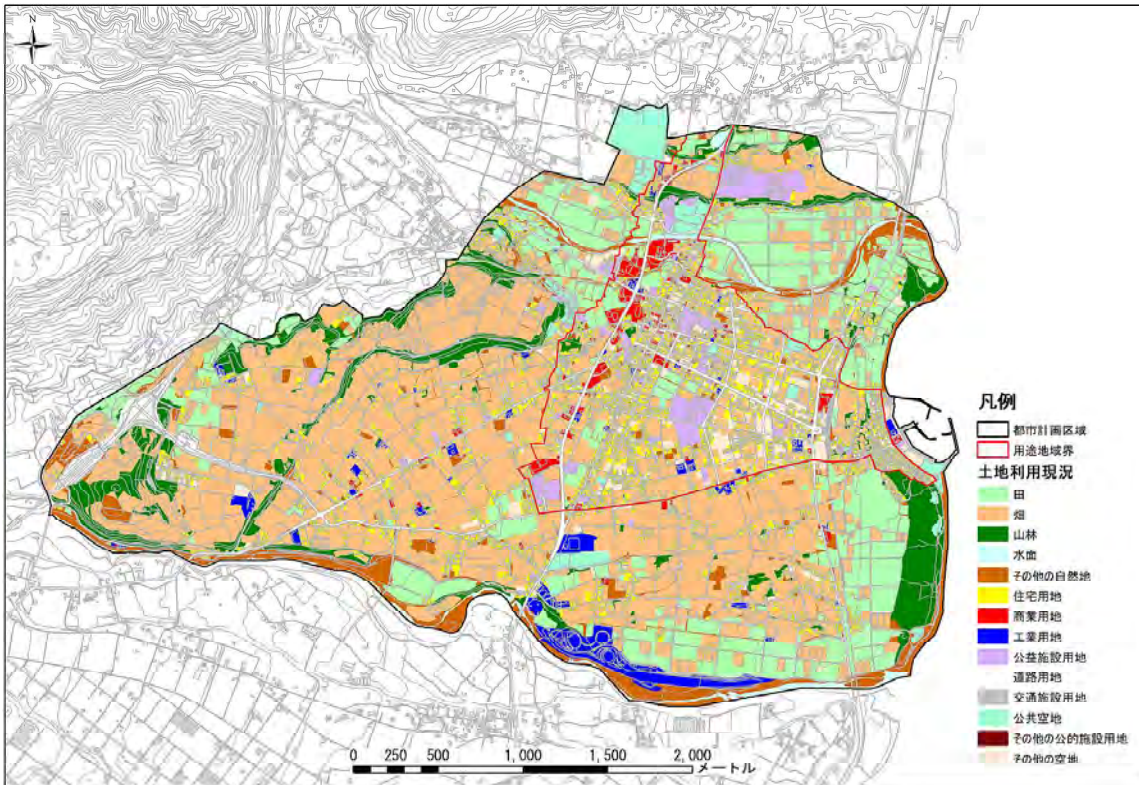 N
凡例
都市計画区域
用途地域界
土地利用現況
田
畑
山林
水面
その他の自然地
住宅用地
商業用地
工業用地
公益施設用地
道路用地
交通施設用地
公共空地
その他の公的施設用地
その他の空地
0 250 500 1,000 1,500 2,000
メートル